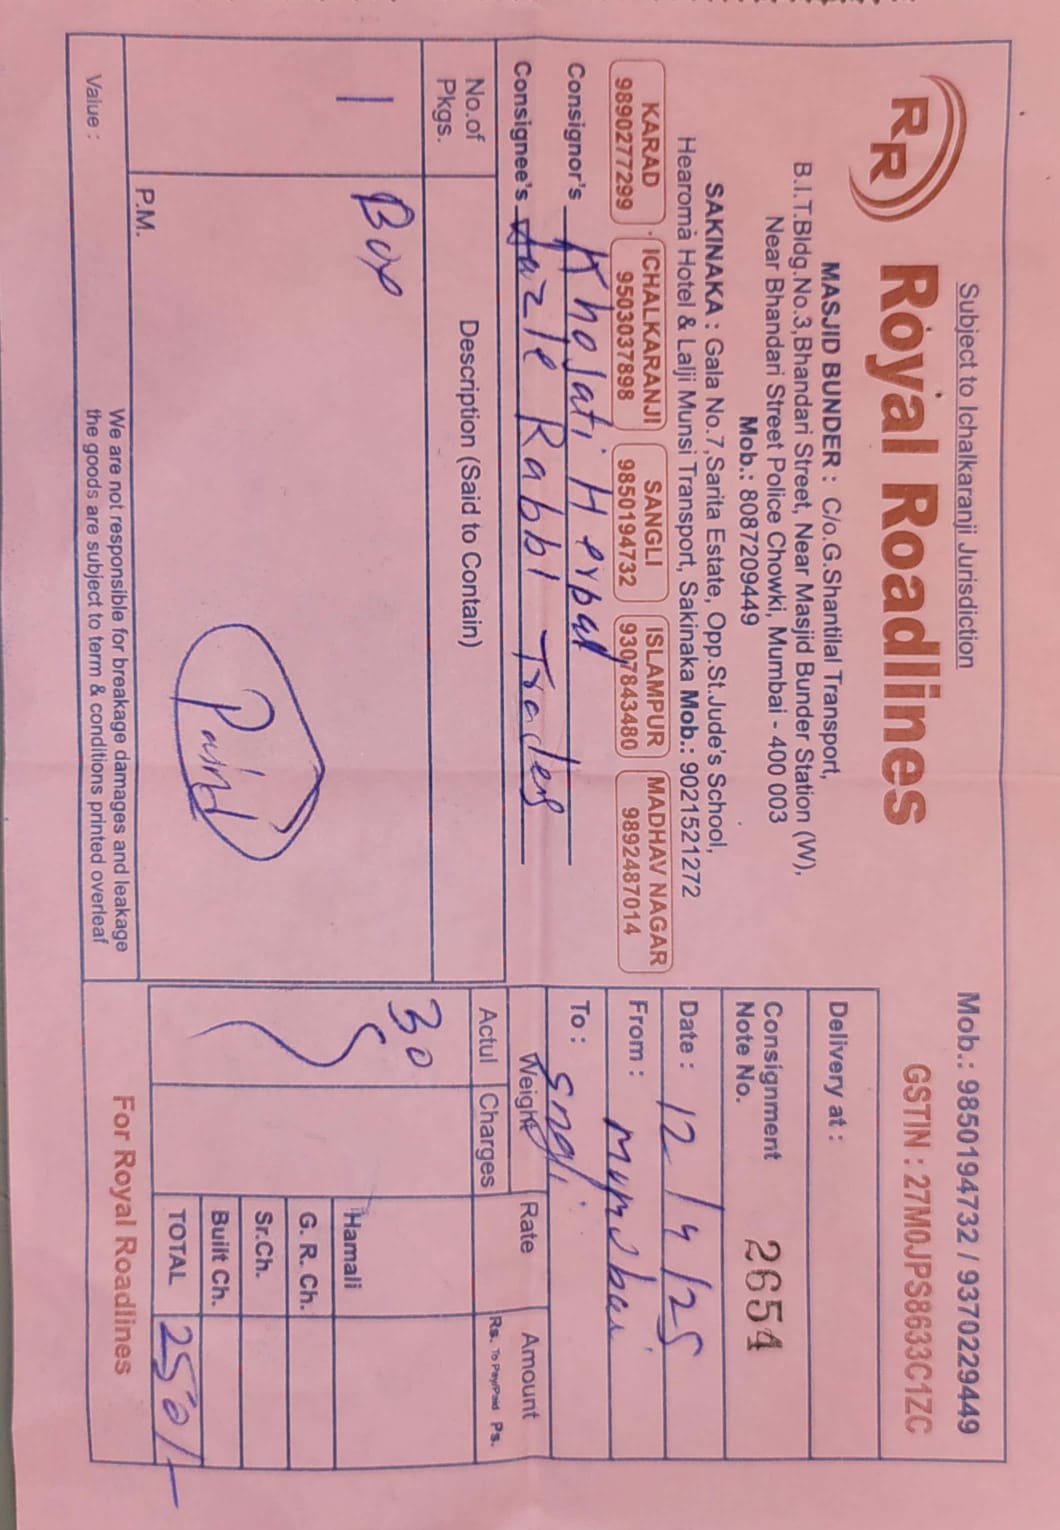 Subject to Ichalkaranji Jurisdiction
Mob.: 9850194732 / 9370229449
RR
Royal Roadlines
GSTIN : 27M0JPS8633C1ZC
MASJID BUNDER : C/o.G.Shantilal Transport,
B.I.T.Bldg.No.3,Bhandari Street, Near Masjid Bunder Station (W),
Near Bhandari Street Police Chowki, Mumbai - 400 003
Mob.: 8087209449
SAKINAKA : Gala No.7,Sarita Estate, Opp.St.Jude's School,
Hearoma Hotel & Lalji Munsi Transport, Sakinaka Mob.: 9021521272
KARAD
9890277299
ICHALKARANJI
9503037898
SANGLI
9850194732
ISLAMPUR
9307843480
MADHAV NAGAR
9892487014
Delivery at :
Consignment
Note No.
2654
Date : 12/4/25
From : Mumbai
To : Sngli
Consignor's Khojati Herbal
Consignee's Fazle Rabbi Traders
No.of
Pkgs.
Description (Said to Contain)
Weight
Actul
Charges
Rate
Amount
Rs. To Pay/Paid Ps.
1
Box
30
Paid
Hamali
G. R. Ch.
Sr.Ch.
Built Ch.
TOTAL
250/-
P.M.
Value :
We are not responsible for breakage damages and leakage
the goods are subject to term & conditions printed overleaf
For Royal Roadlines